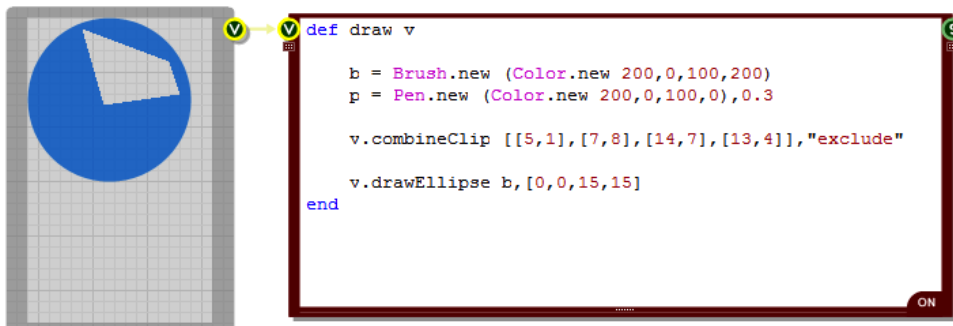 V V def draw v S
b = Brush.new (Color.new 200,0,100,200)
p = Pen.new (Color.new 200,0,100,0),0.3
v.combineClip [[5,1],[7,8],[14,7],[13,4]],"exclude"
v.drawEllipse b,[0,0,15,15]
end
ON